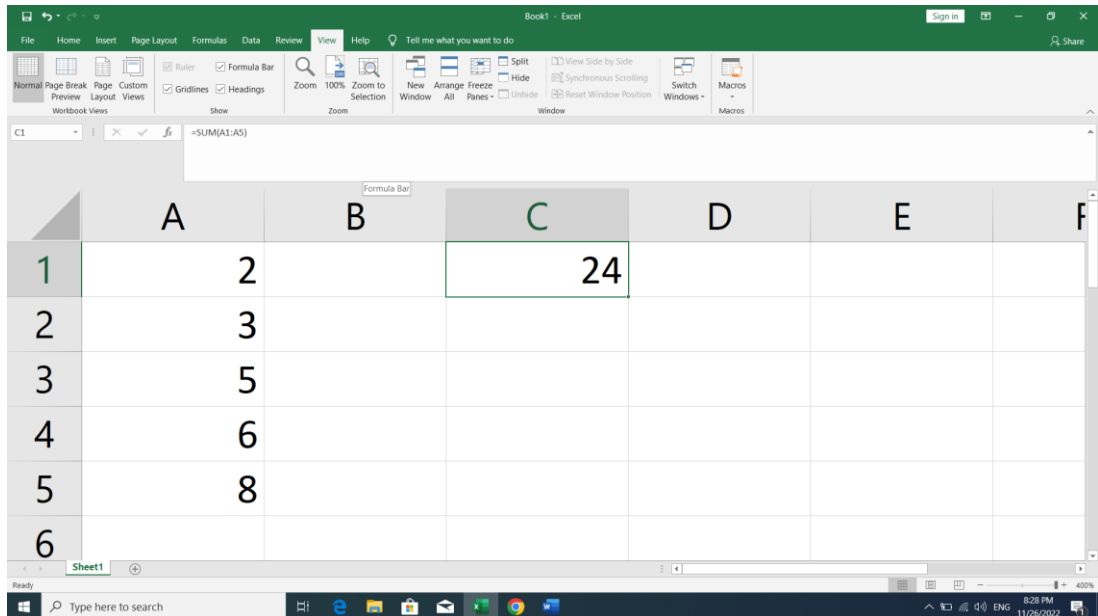 Book1 - Excel
Sign in
File Home Insert Page Layout Formulas Data Review View Help Tell me what you want to do Share
Normal Page Break Preview Page Layout Custom Views
Workbook Views
Ruler Formula Bar
Gridlines Headings
Show
Zoom 100% Zoom to Selection
Zoom
New Window Arrange All Freeze Panes
Split
Hide
Unhide
View Side by Side
Synchronous Scrolling
Reset Window Position
Switch Windows
Window
Macros
Macros
C1 fx =SUM(A1:A5)
Formula Bar
A B C D E F
1 2 24
2 3
3 5
4 6
5 8
6
Sheet1
Ready 400%
Type here to search ENG 8:28 PM
11/26/2022